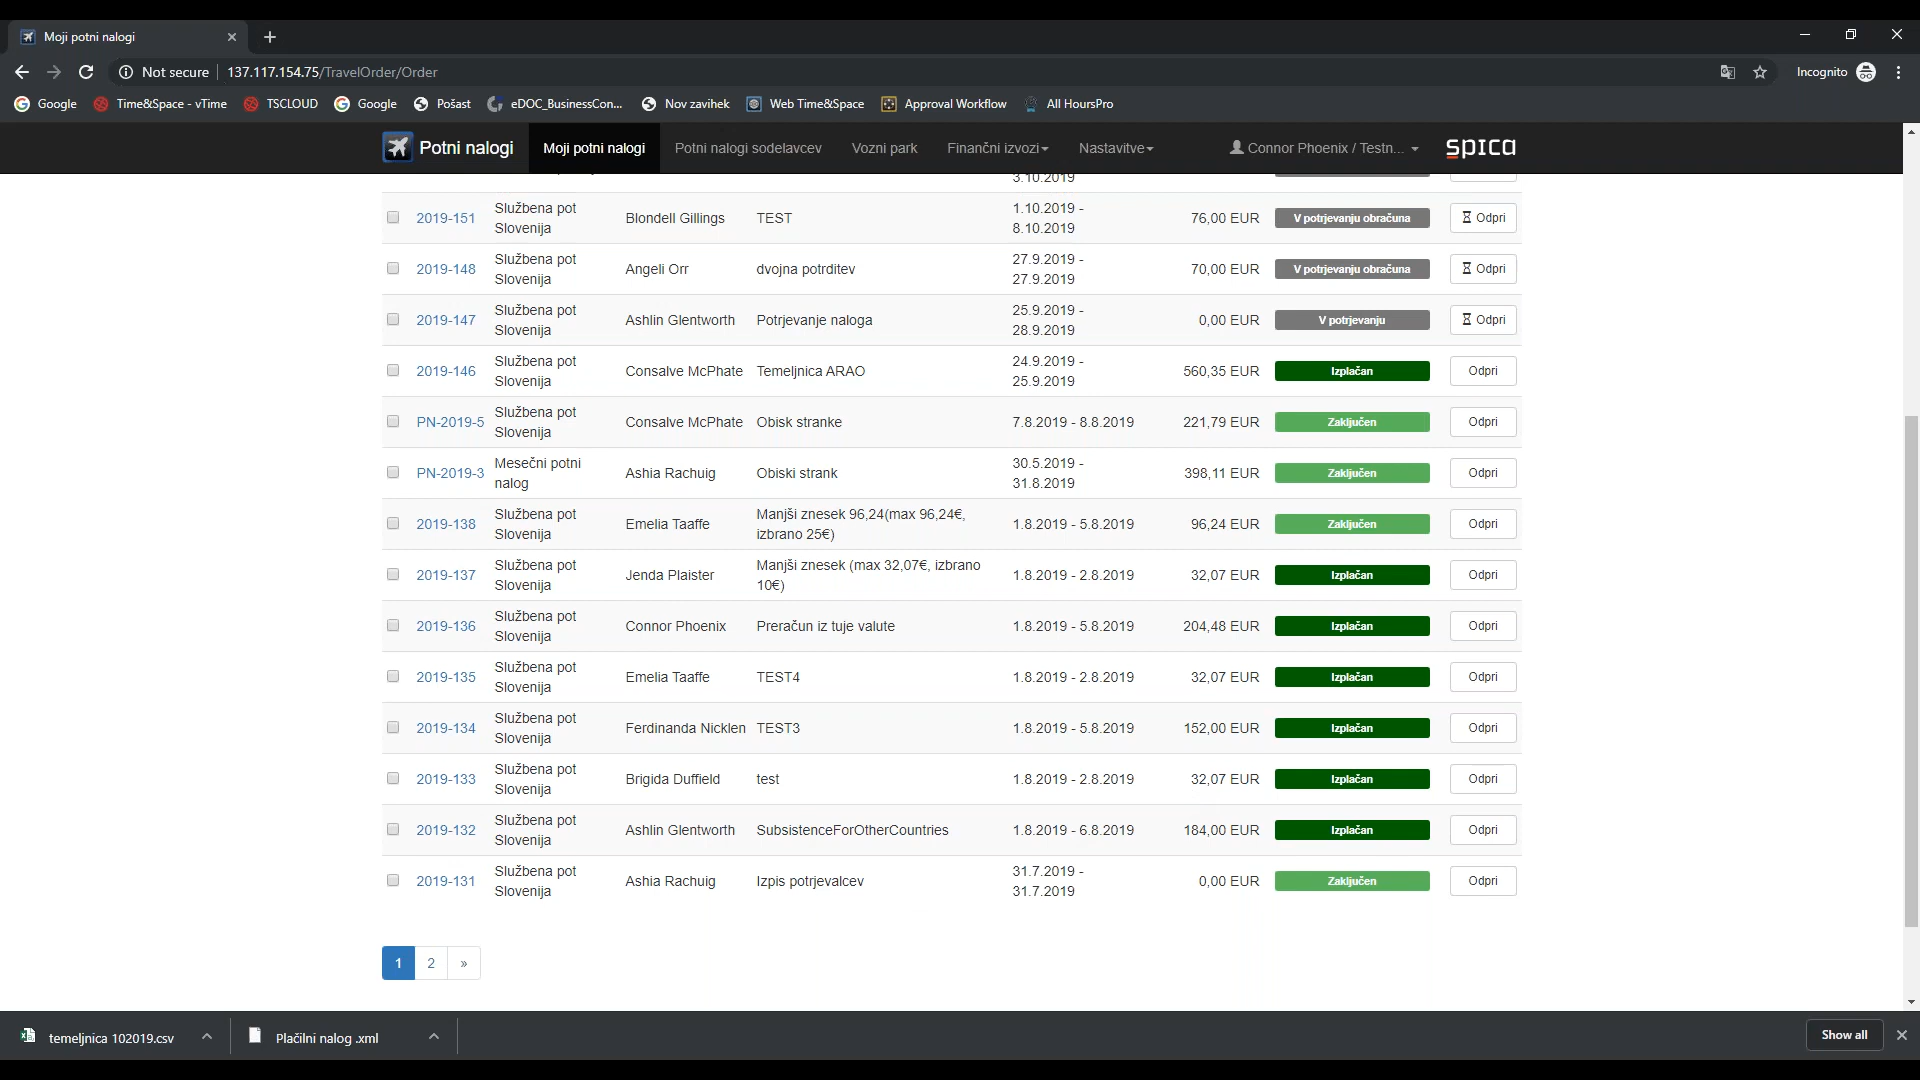 Moji potni nalogi
Not secure 137.117.154.75/TravelOrder/Order Incognito
Google Time&Space - vTime TSCLOUD Google Pošast eDOC_BusinessCon... Nov zavihek Web Time&Space Approval Workflow All HoursPro
Potni nalogi Moji potni nalogi Potni nalogi sodelavcev Vozni park Finančni izvozi Nastavitve Connor Phoenix / Testn... spica
3.10.2019
2019-151 Službena pot Slovenija Blondell Gillings TEST 1.10.2019 - 8.10.2019 76,00 EUR V potrjevanju obračuna Odpri
2019-148 Službena pot Slovenija Angeli Orr dvojna potrditev 27.9.2019 - 27.9.2019 70,00 EUR V potrjevanju obračuna Odpri
2019-147 Službena pot Slovenija Ashlin Glentworth Potrjevanje naloga 25.9.2019 - 28.9.2019 0,00 EUR V potrjevanju Odpri
2019-146 Službena pot Slovenija Consalve McPhate Temeljnica ARAO 24.9.2019 - 25.9.2019 560,35 EUR Izplačan Odpri
PN-2019-5 Službena pot Slovenija Consalve McPhate Obisk stranke 7.8.2019 - 8.8.2019 221,79 EUR Zaključen Odpri
PN-2019-3 Mesečni potni nalog Ashia Rachuig Obiski strank 30.5.2019 - 31.8.2019 398,11 EUR Zaključen Odpri
2019-138 Službena pot Slovenija Emelia Taaffe Manjši znesek 96,24(max 96,24€, izbrano 25€) 1.8.2019 - 5.8.2019 96,24 EUR Zaključen Odpri
2019-137 Službena pot Slovenija Jenda Plaister Manjši znesek (max 32,07€, izbrano 10€) 1.8.2019 - 2.8.2019 32,07 EUR Izplačan Odpri
2019-136 Službena pot Slovenija Connor Phoenix Preračun iz tuje valute 1.8.2019 - 5.8.2019 204,48 EUR Izplačan Odpri
2019-135 Službena pot Slovenija Emelia Taaffe TEST4 1.8.2019 - 2.8.2019 32,07 EUR Izplačan Odpri
2019-134 Službena pot Slovenija Ferdinanda Nicklen TEST3 1.8.2019 - 5.8.2019 152,00 EUR Izplačan Odpri
2019-133 Službena pot Slovenija Brigida Duffield test 1.8.2019 - 2.8.2019 32,07 EUR Izplačan Odpri
2019-132 Službena pot Slovenija Ashlin Glentworth SubsistenceForOtherCountries 1.8.2019 - 6.8.2019 184,00 EUR Izplačan Odpri
2019-131 Službena pot Slovenija Ashia Rachuig Izpis potrjevalcev 31.7.2019 - 31.7.2019 0,00 EUR Zaključen Odpri
1 2 »
temeljnica 102019.csv Plačilni nalog .xml Show all